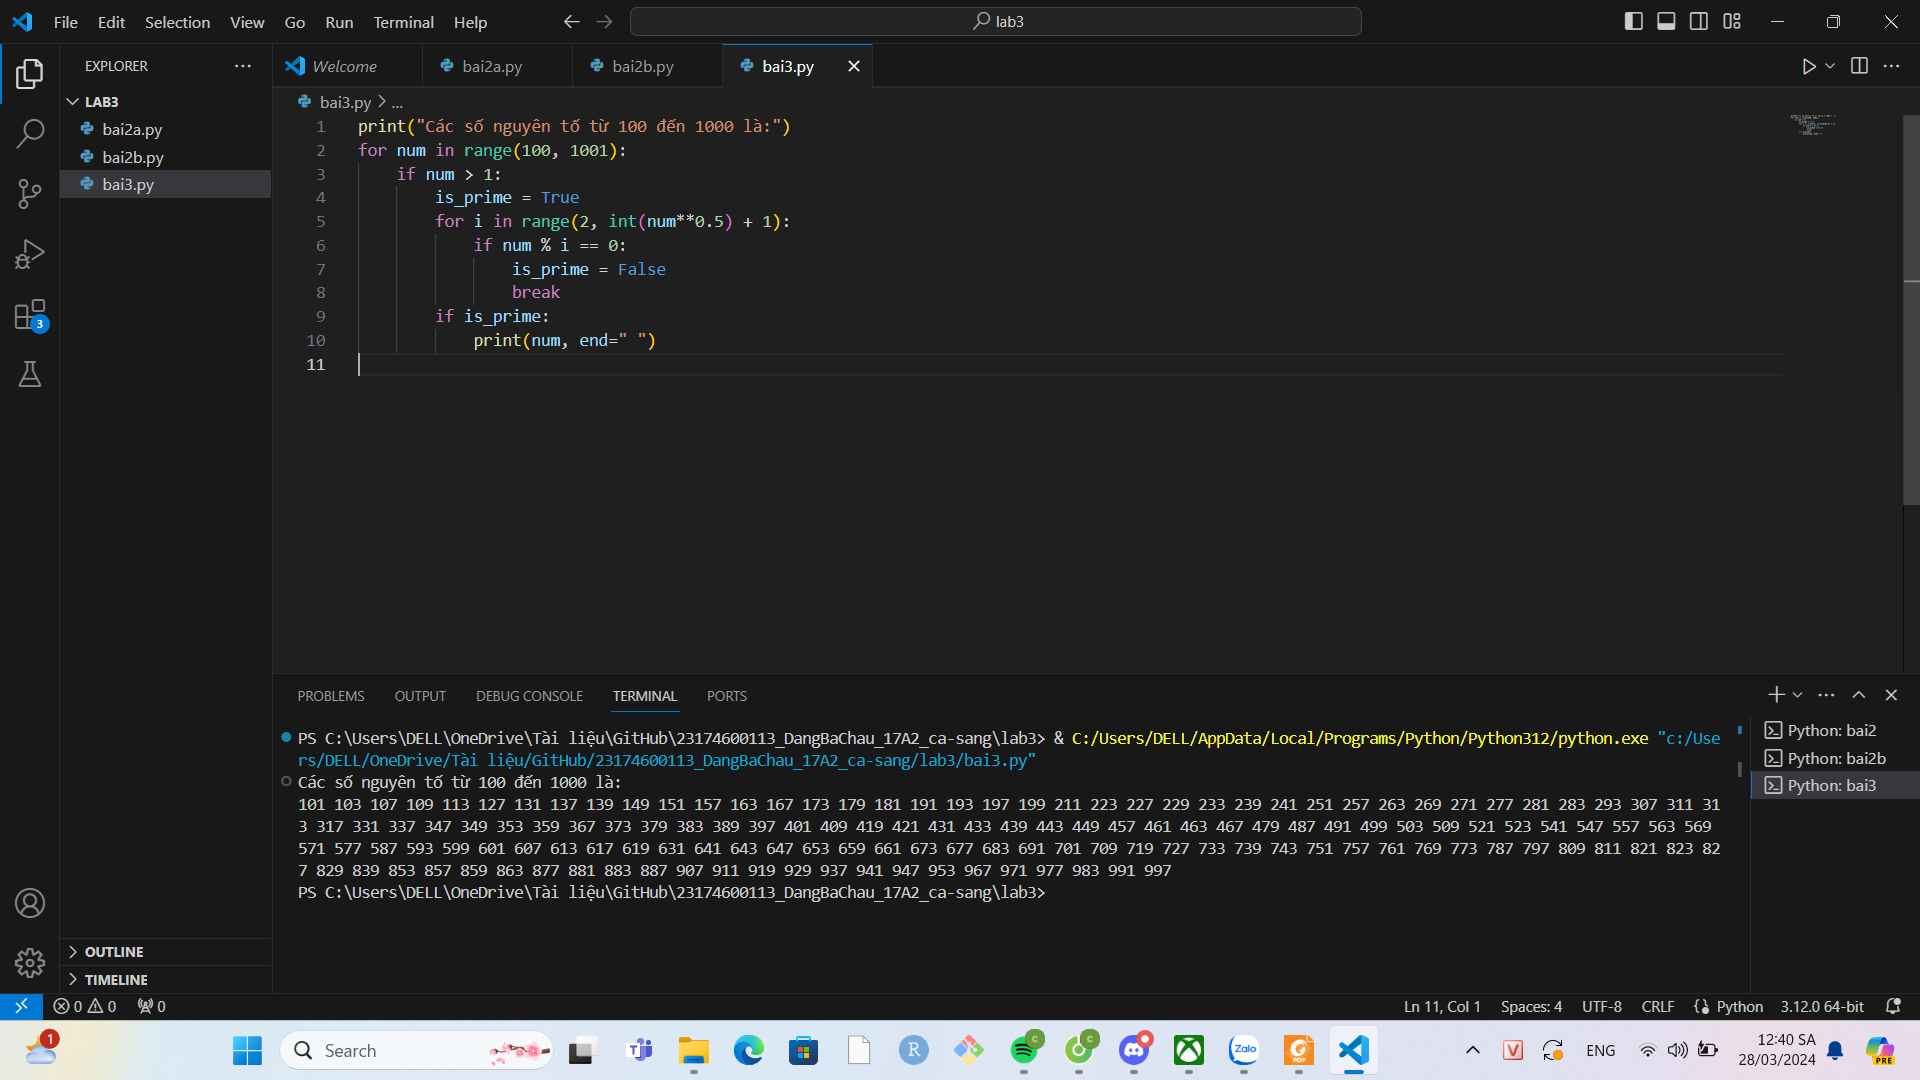 File Edit Selection View Go Run Terminal Help
lab3
EXPLORER
LAB3
bai2a.py
bai2b.py
bai3.py
OUTLINE
TIMELINE
Welcome bai2a.py bai2b.py bai3.py
bai3.py > ...
1 print("Các số nguyên tố từ 100 đến 1000 là:")
2 for num in range(100, 1001):
3 if num > 1:
4 is_prime = True
5 for i in range(2, int(num**0.5) + 1):
6 if num % i == 0:
7 is_prime = False
8 break
9 if is_prime:
10 print(num, end=" ")
11
PROBLEMS OUTPUT DEBUG CONSOLE TERMINAL PORTS
PS C:\Users\DELL\OneDrive\Tài liệu\GitHub\23174600113_DangBaChau_17A2_ca-sang\lab3> & C:/Users/DELL/AppData/Local/Programs/Python/Python312/python.exe "c:/Use
rs/DELL/OneDrive/Tài liệu/GitHub/23174600113_DangBaChau_17A2_ca-sang/lab3/bai3.py"
Các số nguyên tố từ 100 đến 1000 là:
101 103 107 109 113 127 131 137 139 149 151 157 163 167 173 179 181 191 193 197 199 211 223 227 229 233 239 241 251 257 263 269 271 277 281 283 293 307 311 31
3 317 331 337 347 349 353 359 367 373 379 383 389 397 401 409 419 421 431 433 439 443 449 457 461 463 467 479 487 491 499 503 509 521 523 541 547 557 563 569
571 577 587 593 599 601 607 613 617 619 631 641 643 647 653 659 661 673 677 683 691 701 709 719 727 733 739 743 751 757 761 769 773 787 797 809 811 821 823 82
7 829 839 853 857 859 863 877 881 883 887 907 911 919 929 937 941 947 953 967 971 977 983 991 997
PS C:\Users\DELL\OneDrive\Tài liệu\GitHub\23174600113_DangBaChau_17A2_ca-sang\lab3>
Python: bai2
Python: bai2b
Python: bai3
3
0 0 0
Ln 11, Col 1 Spaces: 4 UTF-8 CRLF Python 3.12.0 64-bit
1
Search
R
c
c
Zalo
PDF
V
ENG
12:40 SA
28/03/2024
PRE